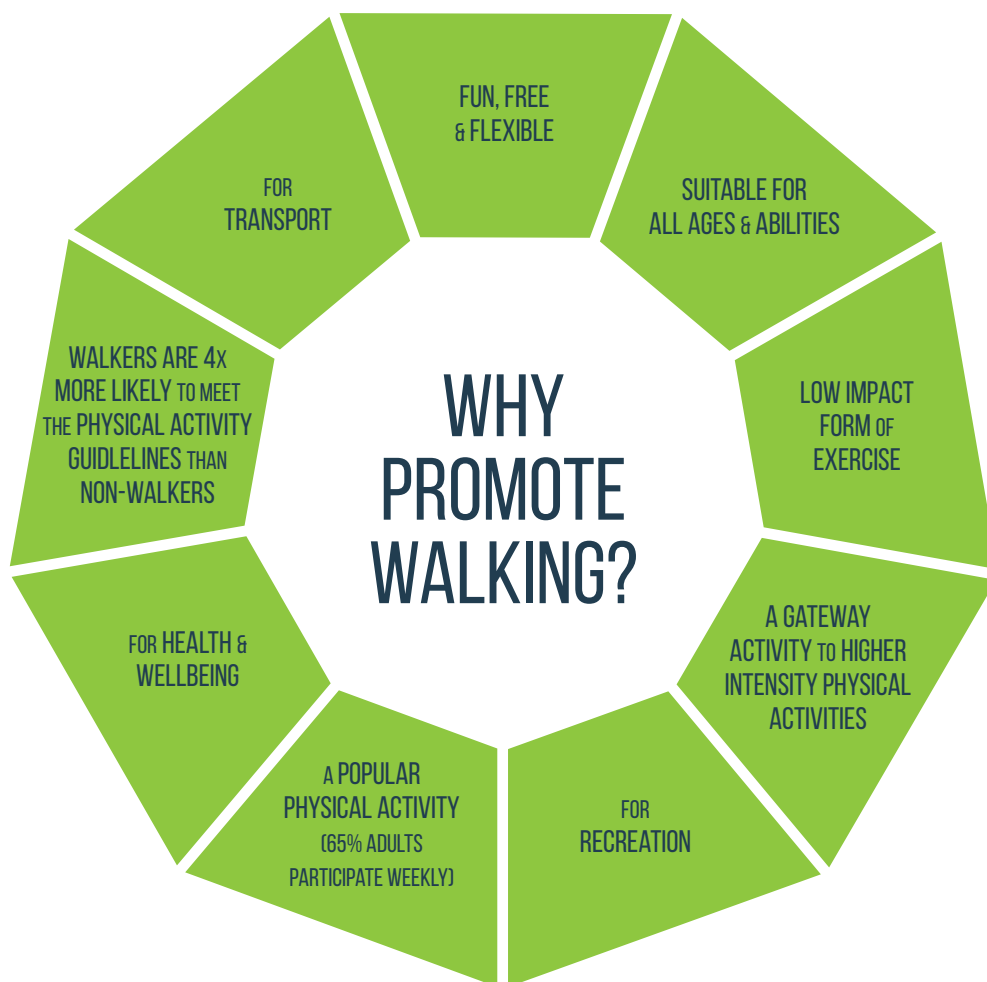 WHY
PROMOTE
WALKING?
FUN, FREE
& FLEXIBLE
SUITABLE FOR
ALL AGES & ABILITIES
LOW IMPACT
FORM OF
EXERCISE
A GATEWAY
ACTIVITY TO HIGHER
INTENSITY PHYSICAL
ACTIVITIES
FOR
RECREATION
A POPULAR
PHYSICAL ACTIVITY
(65% ADULTS
PARTICIPATE WEEKLY)
FOR HEALTH &
WELLBEING
WALKERS ARE 4X
MORE LIKELY TO MEET
THE PHYSICAL ACTIVITY
GUIDLELINES THAN
NON-WALKERS
FOR
TRANSPORT